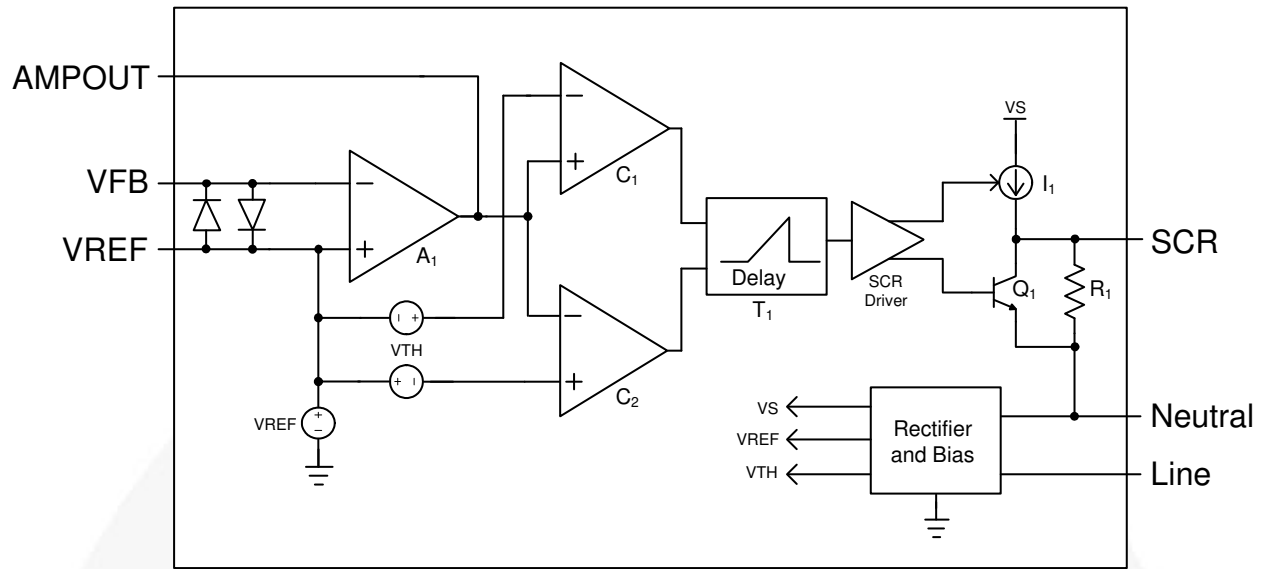 AMPOUT
VFB
VREF
A1
C1
C2
VTH
VREF
Delay
T1
SCR
Driver
VS
I1
Q1
R1
SCR
VS
VREF
VTH
Rectifier
and Bias
Neutral
Line